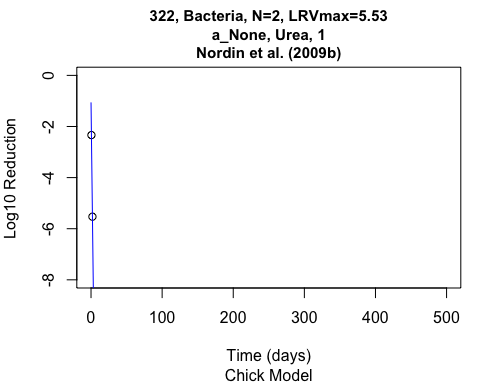 322, Bacteria, N=2, LRVmax=5.53
a_None, Urea, 1
Nordin et al. (2009b)
Log10 Reduction
0
-2
-4
-6
-8
0 100 200 300 400 500
Time (days)
Chick Model